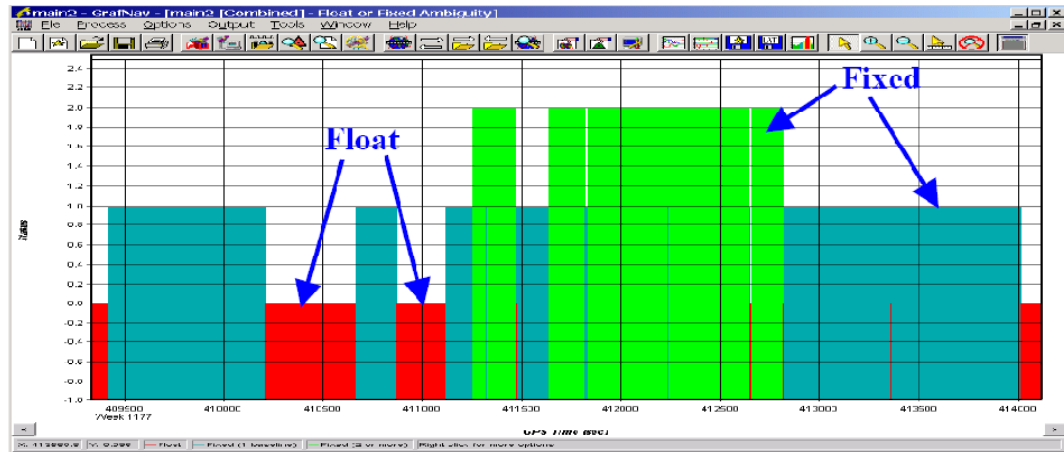 main2 - GrafNav - [main2 [Combined] - Float or Fixed Ambiguity]
File Process Options Output Tools Window Help
2.4
2.2
2.0
1.8
1.6
1.4
1.2
1.0
0.8
0.6
0.4
0.2
0.0
-0.2
-0.4
-0.6
-0.8
-1.0
Float
Fixed
409500 410000 410500 411000 411500 412000 412500 413000 413500 414000
Week 1177
GPS Time (sec)
Float Fixed (1 baseline) Fixed (2 or more) Right click for more options